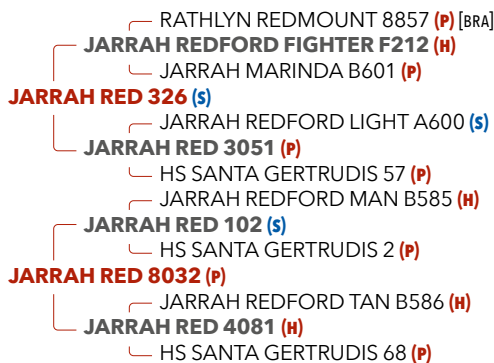 RATHLYN REDMOUNT 8857 (P) [BRA]
JARRAH REDFORD FIGHTER F212 (H)
JARRAH MARINDA B601 (P)
JARRAH RED 326 (S)
JARRAH REDFORD LIGHT A600 (S)
JARRAH RED 3051 (P)
HS SANTA GERTRUDIS 57 (P)
JARRAH REDFORD MAN B585 (H)
JARRAH RED 102 (S)
HS SANTA GERTRUDIS 2 (P)
JARRAH RED 8032 (P)
JARRAH REDFORD TAN B586 (H)
JARRAH RED 4081 (H)
HS SANTA GERTRUDIS 68 (P)